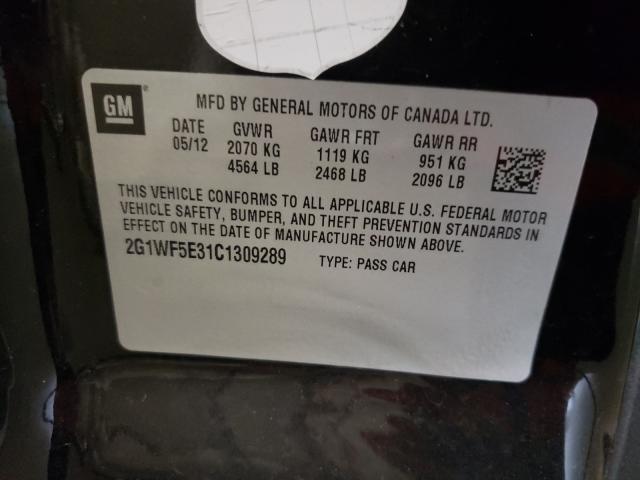 GM
MFD BY GENERAL MOTORS OF CANADA LTD.
DATE GVWR GAWR FRT GAWR RR
05/12 2070 KG 1119 KG 951 KG
4564 LB 2468 LB 2096 LB
THIS VEHICLE CONFORMS TO ALL APPLICABLE U.S. FEDERAL MOTOR
VEHICLE SAFETY, BUMPER, AND THEFT PREVENTION STANDARDS IN
EFFECT ON THE DATE OF MANUFACTURE SHOWN ABOVE.
2G1WF5E31C1309289 TYPE: PASS CAR